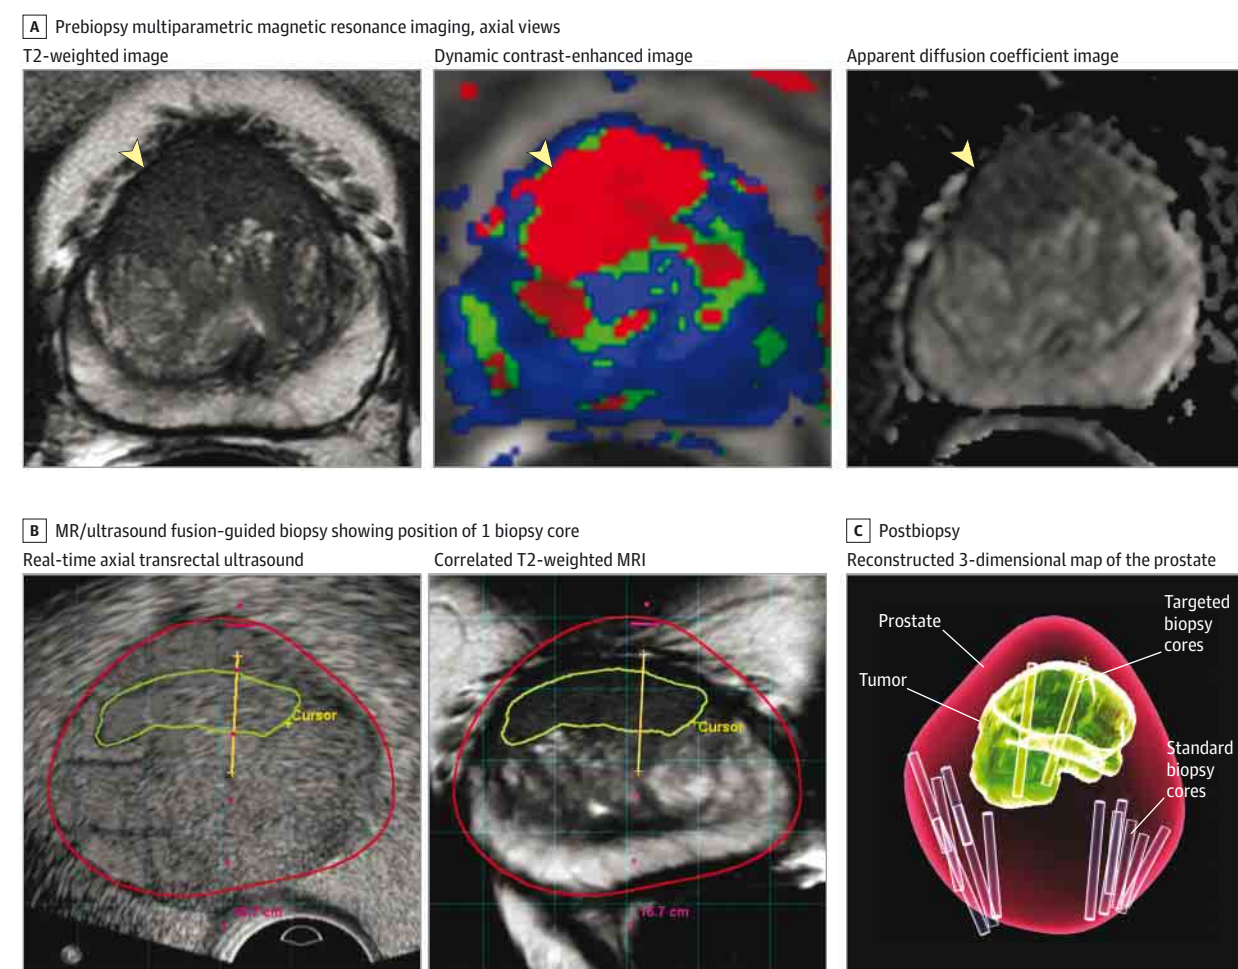 A Prebiopsy multiparametric magnetic resonance imaging, axial views
T2-weighted image
Dynamic contrast-enhanced image
Apparent diffusion coefficient image
B MR/ultrasound fusion-guided biopsy showing position of 1 biopsy core
Real-time axial transrectal ultrasound
Correlated T2-weighted MRI
Cursor
Cursor
16.7 cm
C Postbiopsy
Reconstructed 3-dimensional map of the prostate
Prostate
Tumor
Targeted
biopsy
cores
Standard
biopsy
cores